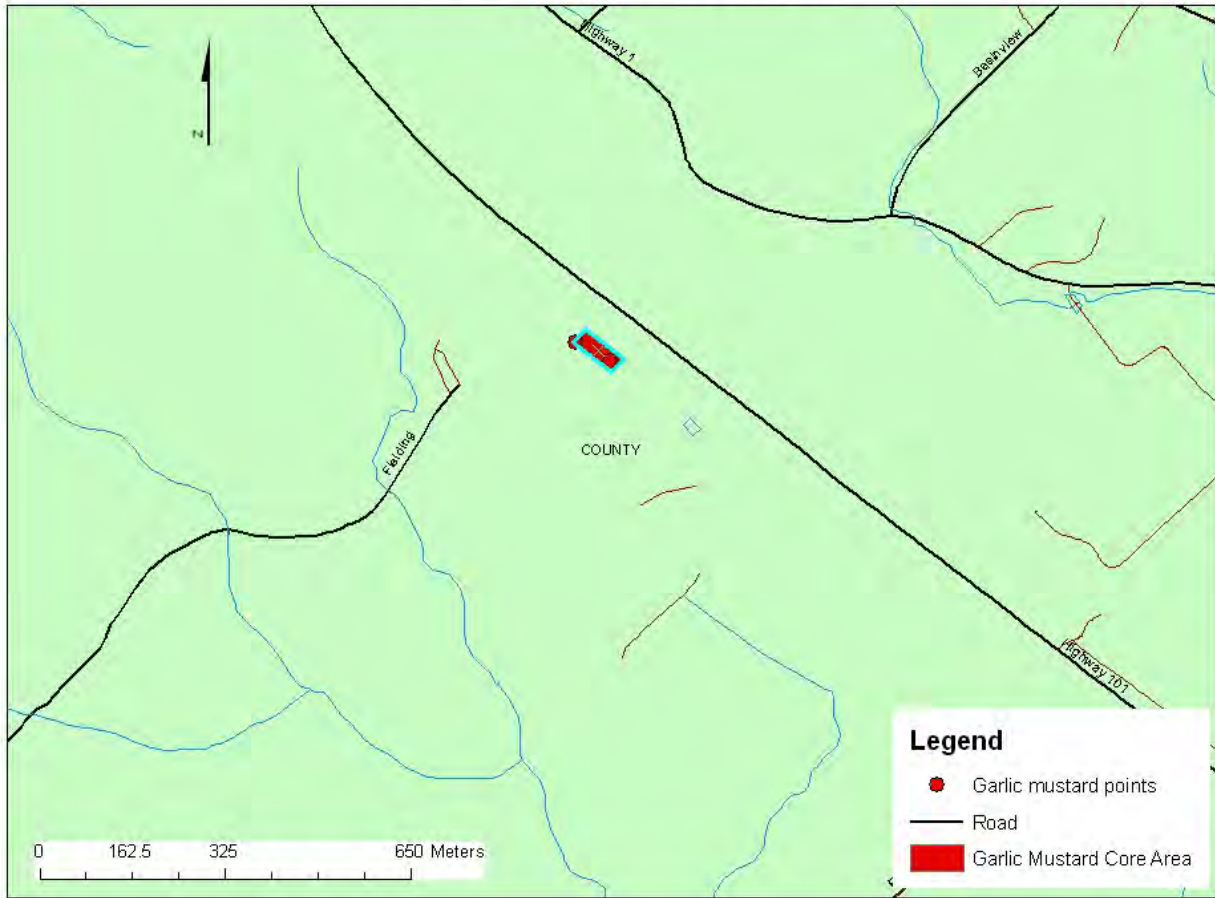 Highway 1
Basinview
N
Fielding
COUNTY
Highway 101
Legend
Garlic mustard points
Road
Garlic Mustard Core Area
0 162.5 325 650 Meters